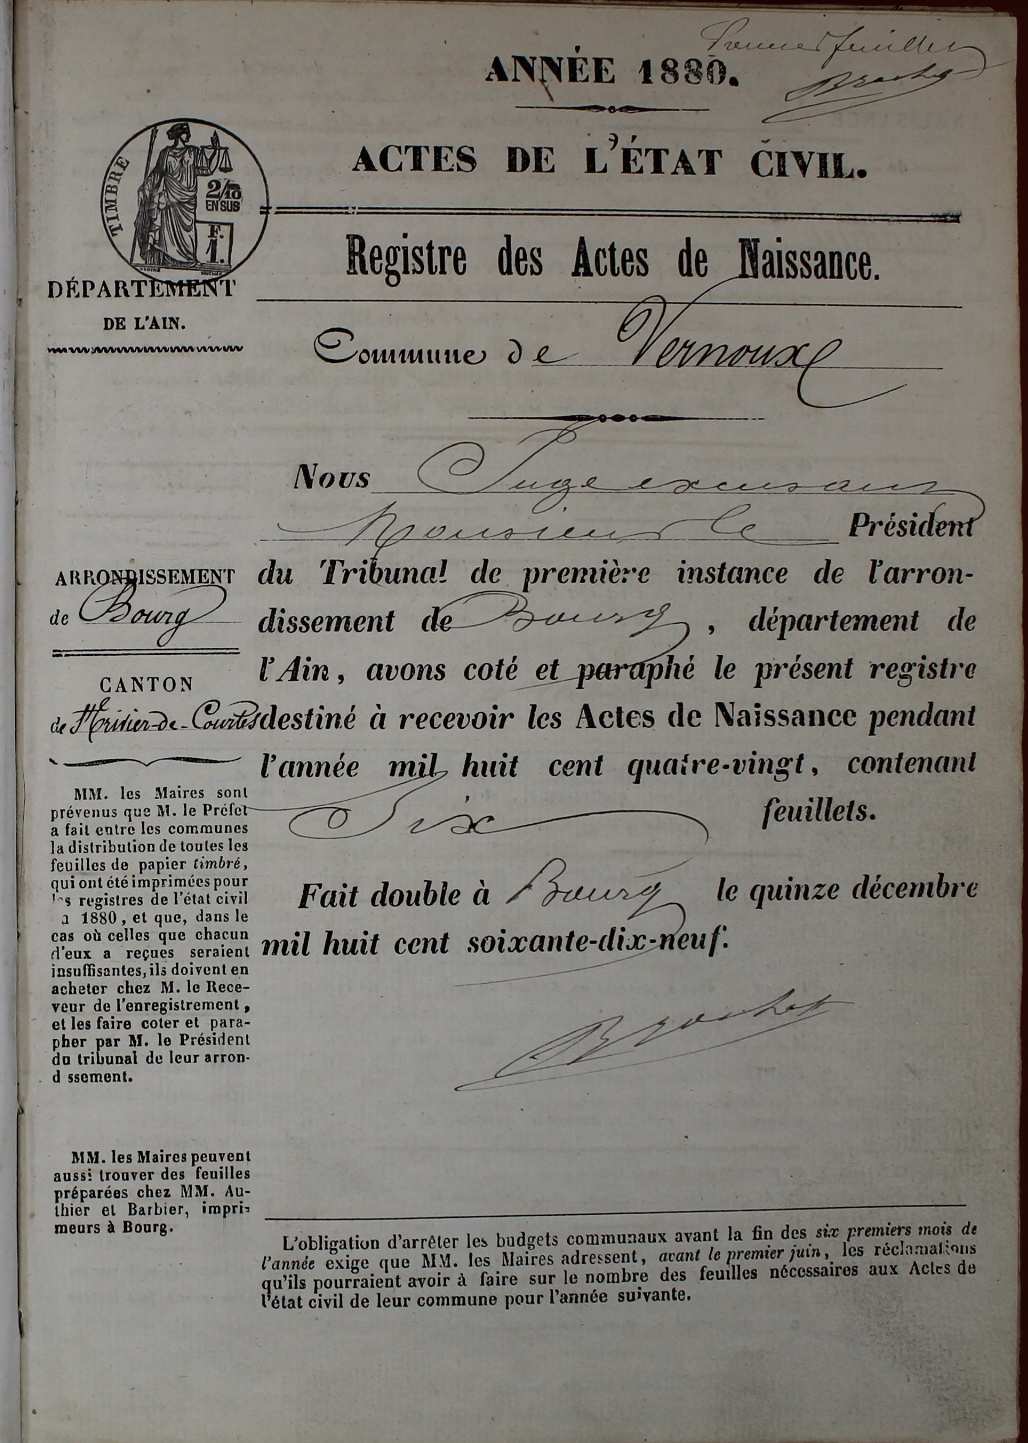 Premier feuillet
ANNÉE 1880.
ACTES DE L'ÉTAT CIVIL.
TIMBRE
2/10
EN SUS
F.
1.
DÉPARTEMENT
DE L'AIN.
Registre des Actes de Naissance.
Commune de Vernoux
Nous Juge excusant
Monsieur le Président
du Tribunal de première instance de l'arron-
dissement de Bourg, département de
l'Ain, avons coté et paraphé le présent registre
destiné à recevoir les Actes de Naissance pendant
l'année mil huit cent quatre-vingt, contenant
Six feuillets.
Fait double à Bourg le quinze décembre
mil huit cent soixante-dix-neuf.
ARRONDISSEMENT
de Bourg
CANTON
de St Trivier-de-Courtes
MM. les Maires sont
prévenus que M. le Préfet
a fait entre les communes
la distribution de toutes les
feuilles de papier timbré,
qui ont été imprimées pour
les registres de l'état civil
a 1880, et que, dans le
cas où celles que chacun
d'eux a reçues seraient
insuffisantes, ils doivent en
acheter chez M. le Rece-
veur de l'enregistrement,
et les faire coter et para-
pher par M. le Président
du tribunal de leur arron-
d ssement.
MM. les Maires peuvent
aussi trouver des feuilles
préparées chez MM. Au-
thier et Barbier, impri-
meurs à Bourg.
L'obligation d'arrêter les budgets communaux avant la fin des six premiers mois de
l'année exige que MM. les Maires adressent, avant le premier juin, les réclamations
qu'ils pourraient avoir à faire sur le nombre des feuilles nécessaires aux Actes de
l'état civil de leur commune pour l'année suivante.